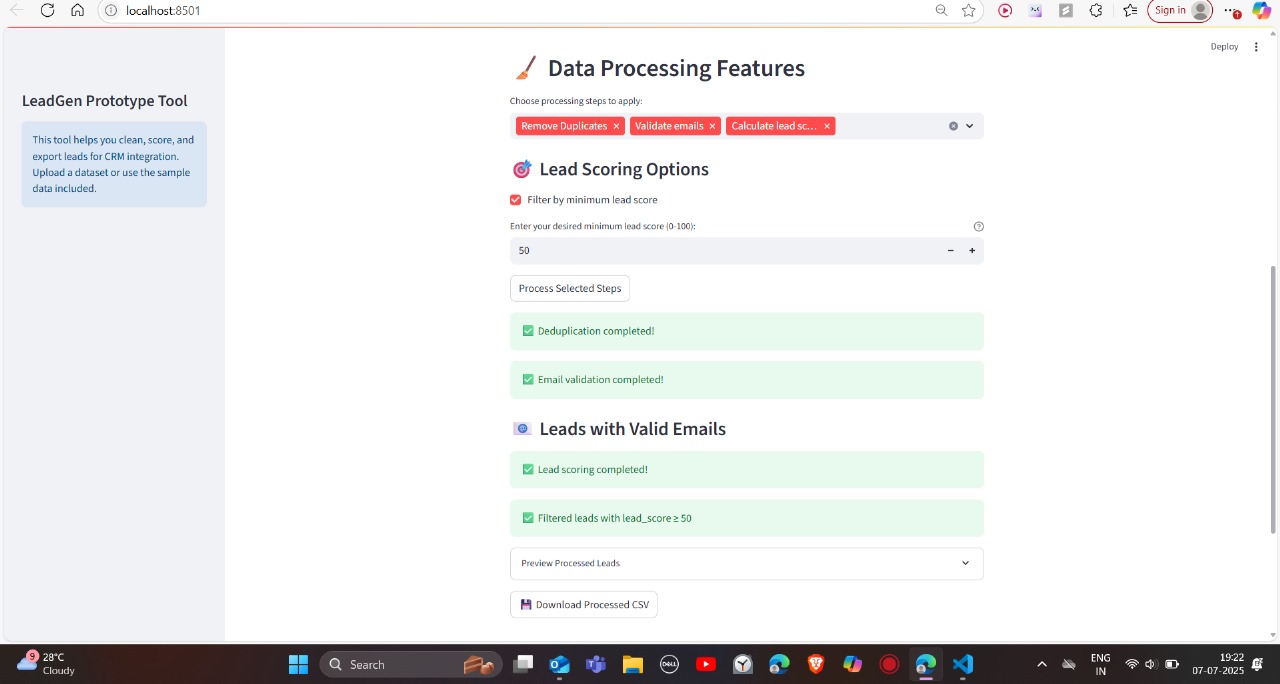 localhost:8501
Sign in
Deploy
LeadGen Prototype Tool
This tool helps you clean, score, and
export leads for CRM integration.
Upload a dataset or use the sample
data included.
Data Processing Features
Choose processing steps to apply:
Remove Duplicates × Validate emails × Calculate lead sc... ×
Lead Scoring Options
Filter by minimum lead score
Enter your desired minimum lead score (0-100):
50
Process Selected Steps
Deduplication completed!
Email validation completed!
Leads with Valid Emails
Lead scoring completed!
Filtered leads with lead_score ≥ 50
Preview Processed Leads
Download Processed CSV
9
28°C
Cloudy
Search
DELL
ENG
IN
19:22
07-07-2025